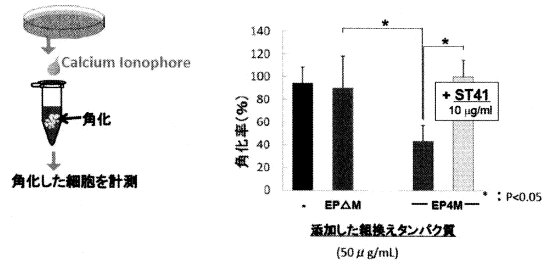 Calcium Ionophore
角化
角化した細胞を計測
角化率(%)
140
120
100
80
60
40
20
0
*
*
+ ST41
10 μg/ml
- EP△M EP4M
* : P<0.05
添加した組換えタンパク質
(50μg/mL)